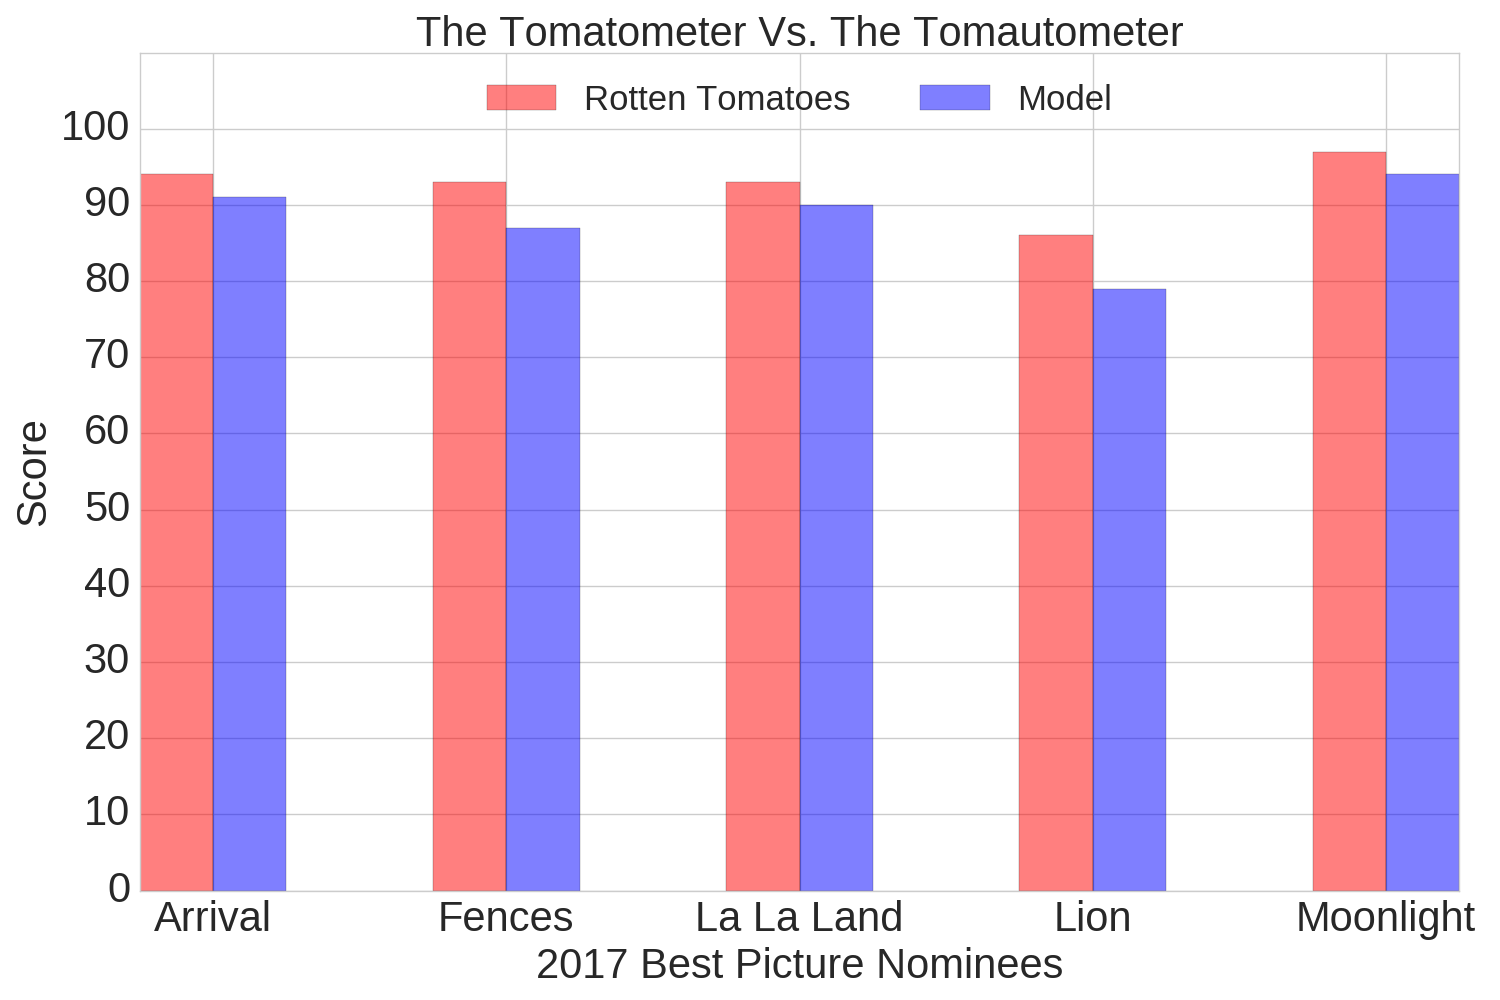 The Tomatometer Vs. The Tomautometer
Rotten Tomatoes Model
100
90
80
70
60
50
40
30
20
10
0
Score
Arrival Fences La La Land Lion Moonlight
2017 Best Picture Nominees